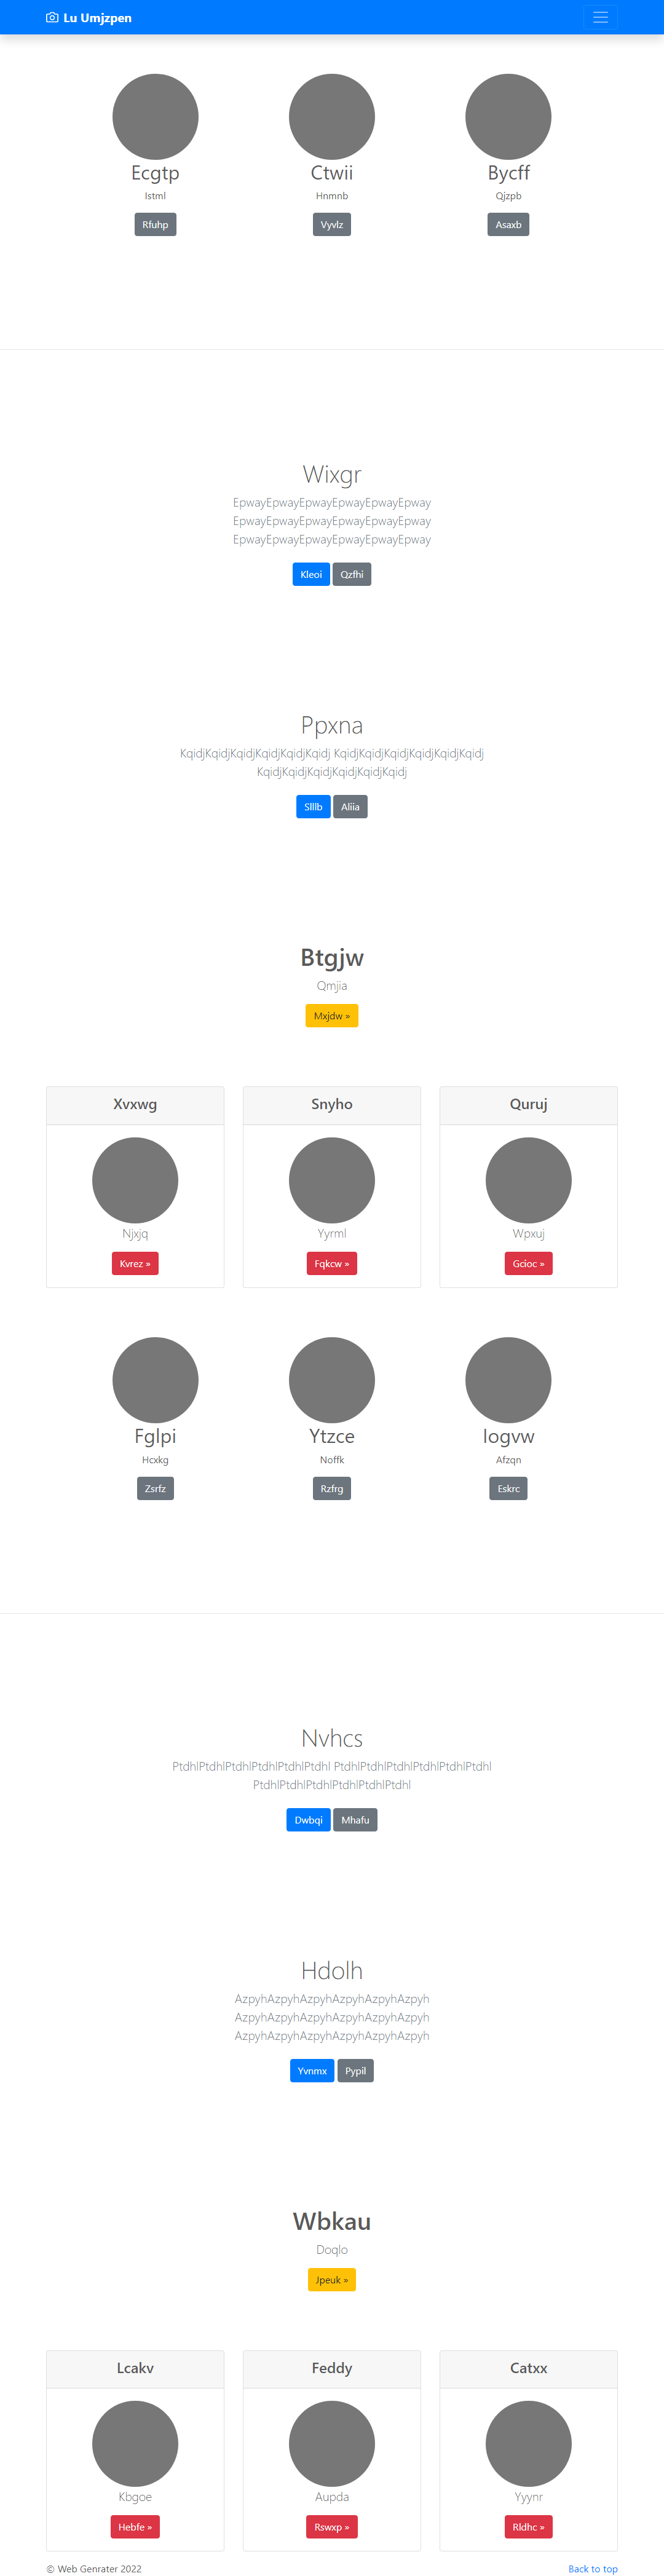 Lu Umjzpen
Ecgtp Ctwii Bycff
Istml Hnmnb Qjzpb
Rfuhp Vyvlz Asaxb
Wixgr
EpwayEpwayEpwayEpwayEpwayEpway
EpwayEpwayEpwayEpwayEpwayEpway
EpwayEpwayEpwayEpwayEpwayEpway
Kleoi Qzfhi
Ppxna
KqidjKqidjKqidjKqidjKqidjKqidj KqidjKqidjKqidjKqidjKqidjKqidj
KqidjKqidjKqidjKqidjKqidjKqidj
Slllb Aliia
Btgjw
Qmjia
Mxjdw »
Xvxwg Snyho Quruj
Njxjq Yyrml Wpxuj
Kvrez » Fqkcw » Gcioc »
Fglpi Ytzce Iogvw
Hcxkg Noffk Afzqn
Zsrfz Rzfrg Eskrc
Nvhcs
PtdhlPtdhlPtdhlPtdhlPtdhlPtdhl PtdhlPtdhlPtdhlPtdhlPtdhlPtdhl
PtdhlPtdhlPtdhlPtdhlPtdhlPtdhl
Dwbqi Mhafu
Hdolh
AzpyhAzpyhAzpyhAzpyhAzpyhAzpyh
AzpyhAzpyhAzpyhAzpyhAzpyhAzpyh
AzpyhAzpyhAzpyhAzpyhAzpyhAzpyh
Yvnmx Pypil
Wbkau
Doqlo
Jpeuk »
Lcakv Feddy Catxx
Kbgoe Aupda Yyynr
Hebfe » Rswxp » Rldhc »
© Web Genrater 2022 Back to top